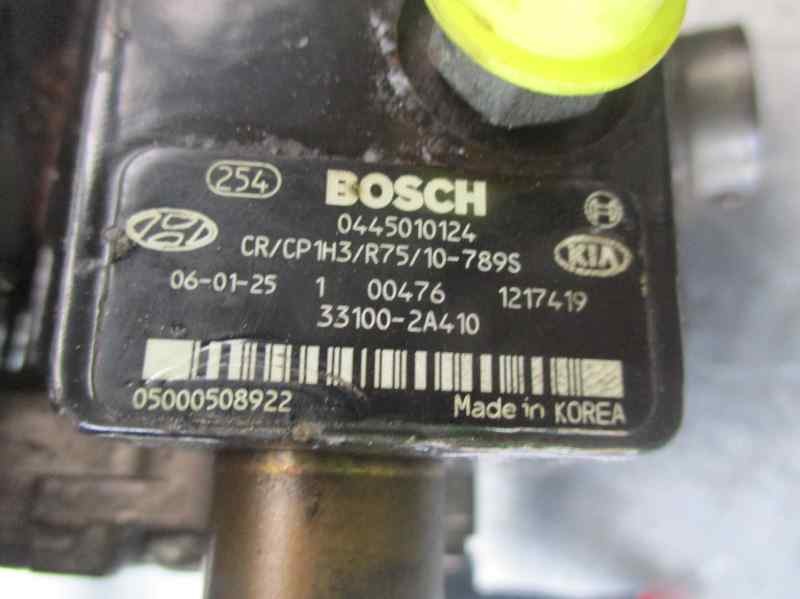 254 BOSCH
0445010124
CR/CP1H3/R75/10-789S KIA
06-01-25 1 00476 1217419
33100-2A410
05000508922 Made in KOREA